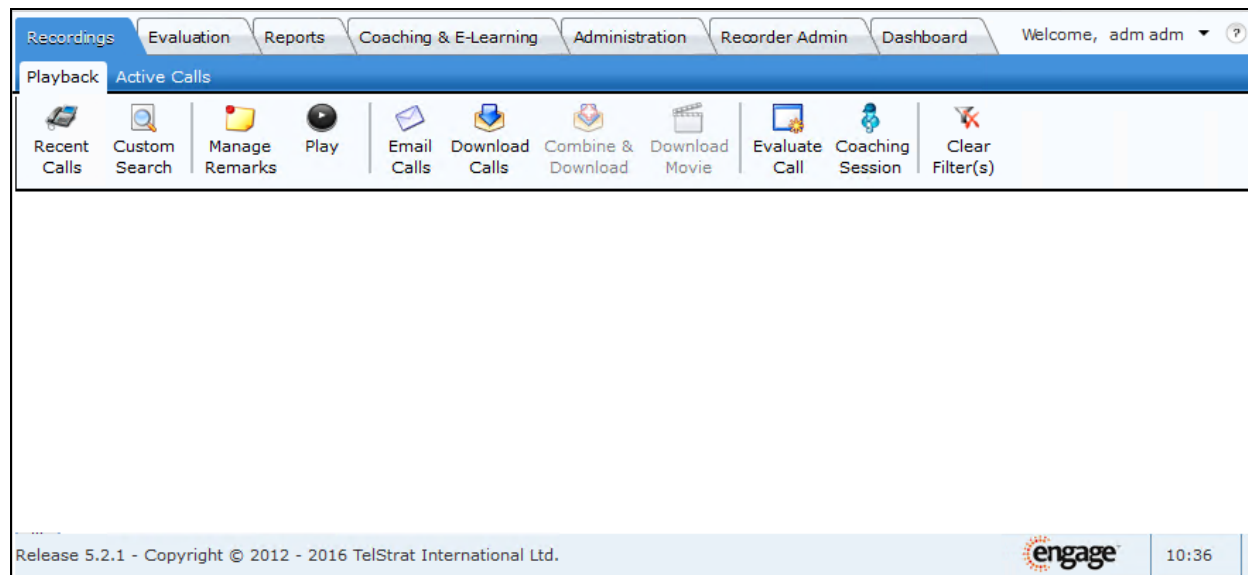 Recordings Evaluation Reports Coaching & E-Learning Administration Recorder Admin Dashboard Welcome, adm adm ?
Playback Active Calls
Recent Calls
Custom Search
Manage Remarks
Play
Email Calls
Download Calls
Combine & Download
Download Movie
Evaluate Call
Coaching Session
Clear Filter(s)
Release 5.2.1 - Copyright © 2012 - 2016 TelStrat International Ltd. engage 10:36